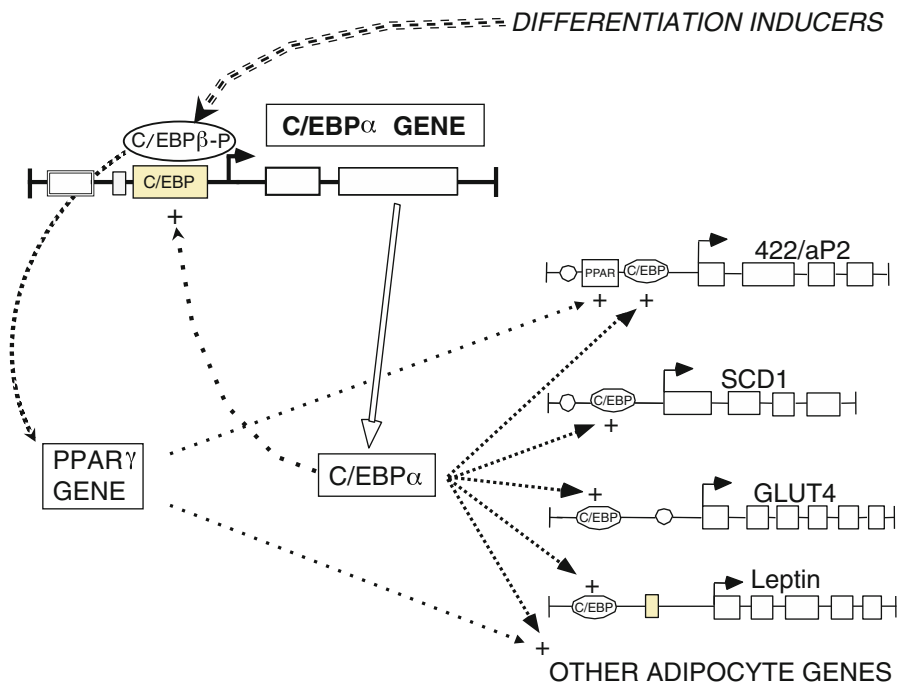 DIFFERENTIATION INDUCERS
C/EBPβ-P
C/EBPα GENE
C/EBP
+
422/aP2
PPAR
C/EBP
+
+
SCD1
C/EBP
+
PPARγ
GENE
C/EBPα
+
GLUT4
C/EBP
Leptin
+
C/EBP
+
OTHER ADIPOCYTE GENES